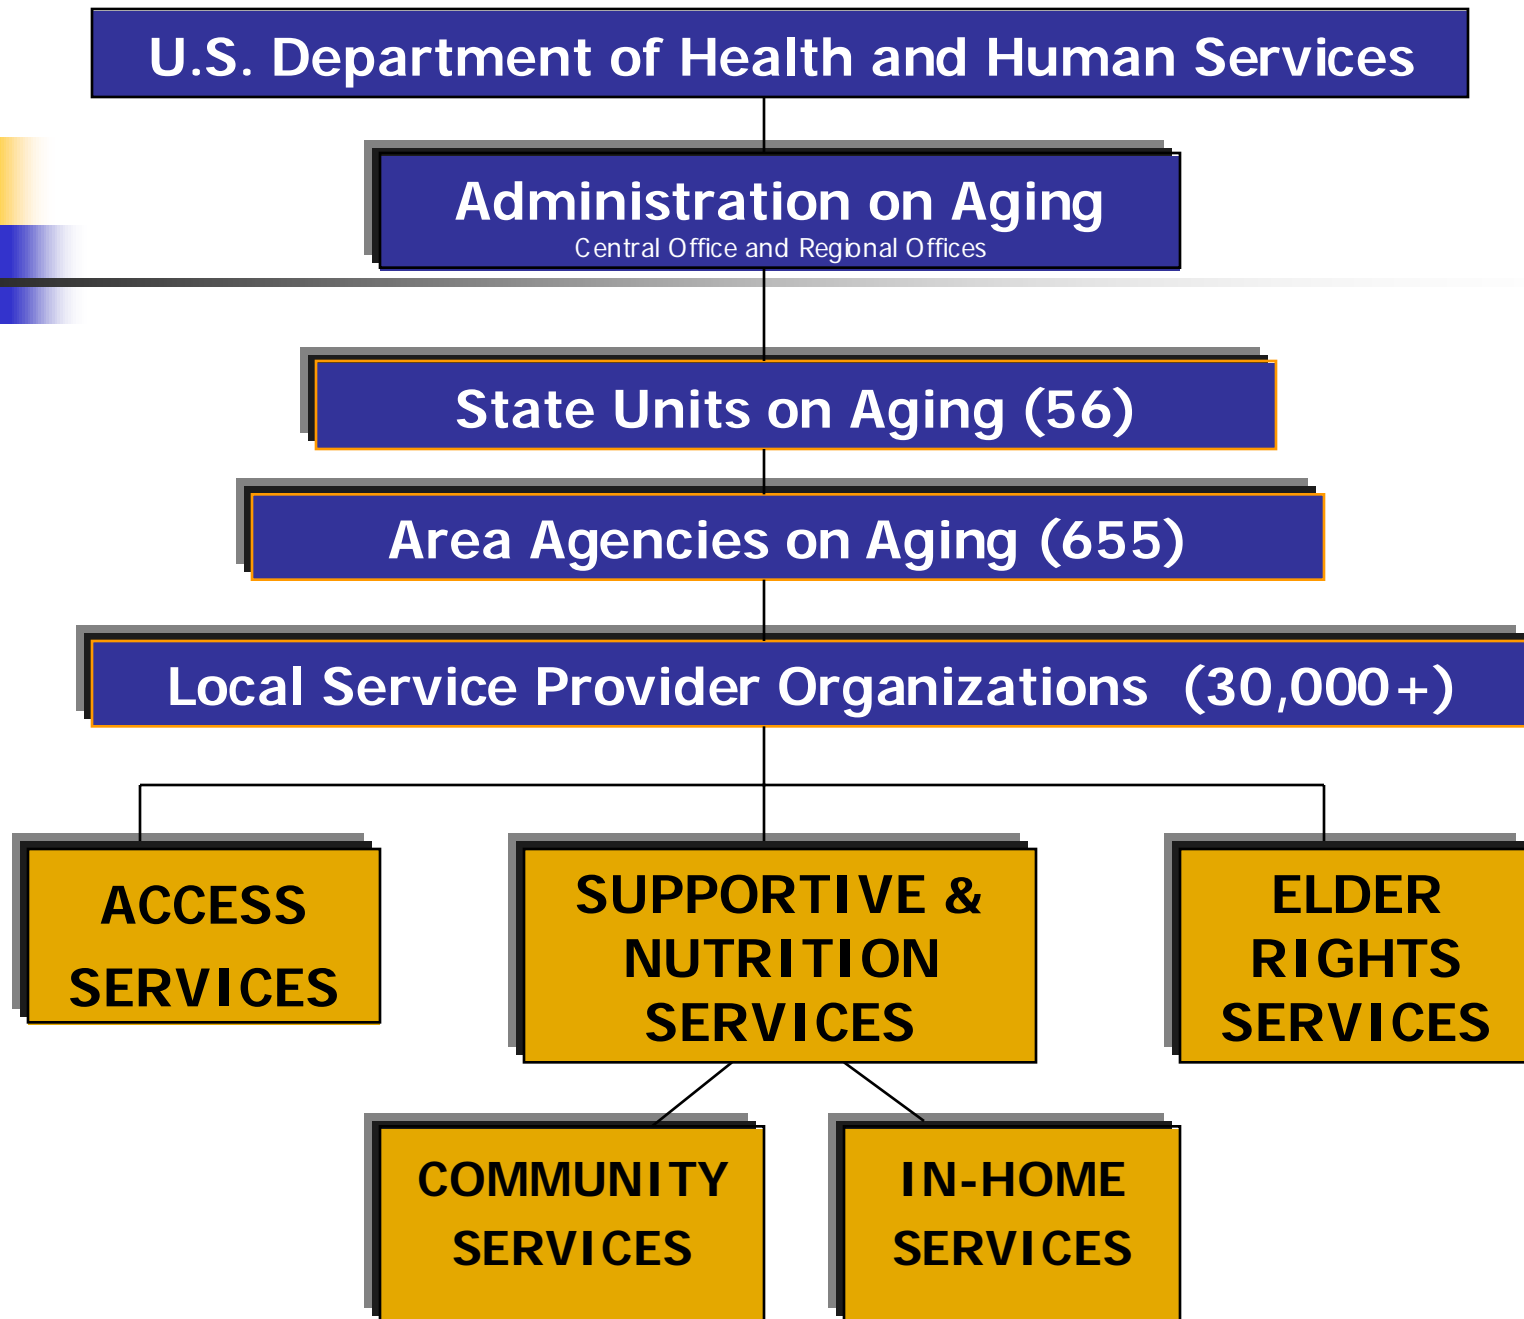 U.S. Department of Health and Human Services
Administration on Aging
Central Office and Regional Offices
State Units on Aging (56)
Area Agencies on Aging (655)
Local Service Provider Organizations (30,000+)
ACCESS
SERVICES
SUPPORTIVE &
NUTRITION
SERVICES
ELDER
RIGHTS
SERVICES
COMMUNITY
SERVICES
IN-HOME
SERVICES